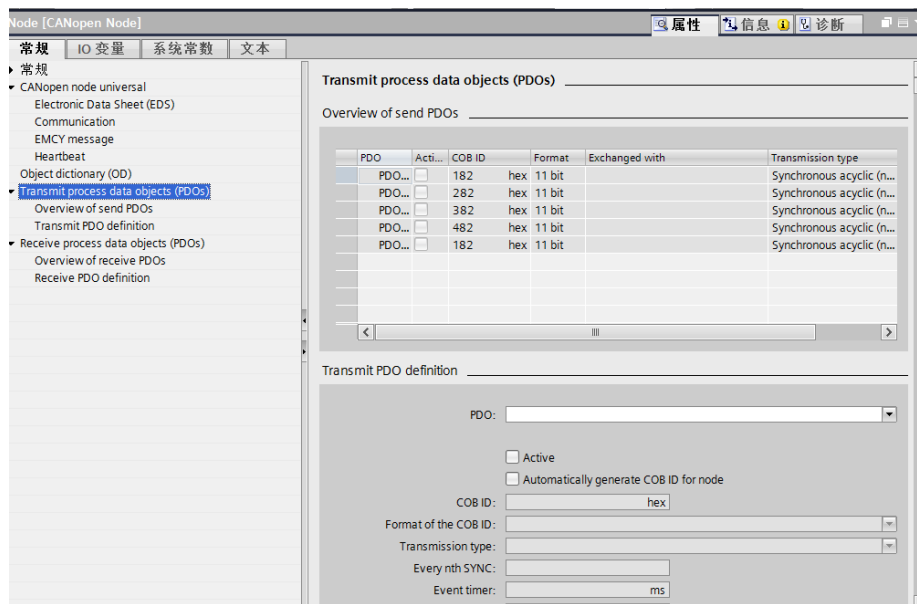 Node [CANopen Node]
属性 信息 诊断
常规 IO 变量 系统常数 文本
常规
CANopen node universal
Electronic Data Sheet (EDS)
Communication
EMCY message
Heartbeat
Object dictionary (OD)
Transmit process data objects (PDOs)
Overview of send PDOs
Transmit PDO definition
Receive process data objects (PDOs)
Overview of receive PDOs
Receive PDO definition
Transmit process data objects (PDOs)
Overview of send PDOs
PDO Acti... COB ID Format Exchanged with Transmission type
PDO... 182 hex 11 bit Synchronous acyclic (n...
PDO... 282 hex 11 bit Synchronous acyclic (n...
PDO... 382 hex 11 bit Synchronous acyclic (n...
PDO... 482 hex 11 bit Synchronous acyclic (n...
PDO... 182 hex 11 bit Synchronous acyclic (n...
Transmit PDO definition
PDO:
Active
Automatically generate COB ID for node
COB ID: hex
Format of the COB ID:
Transmission type:
Every nth SYNC:
Event timer: ms